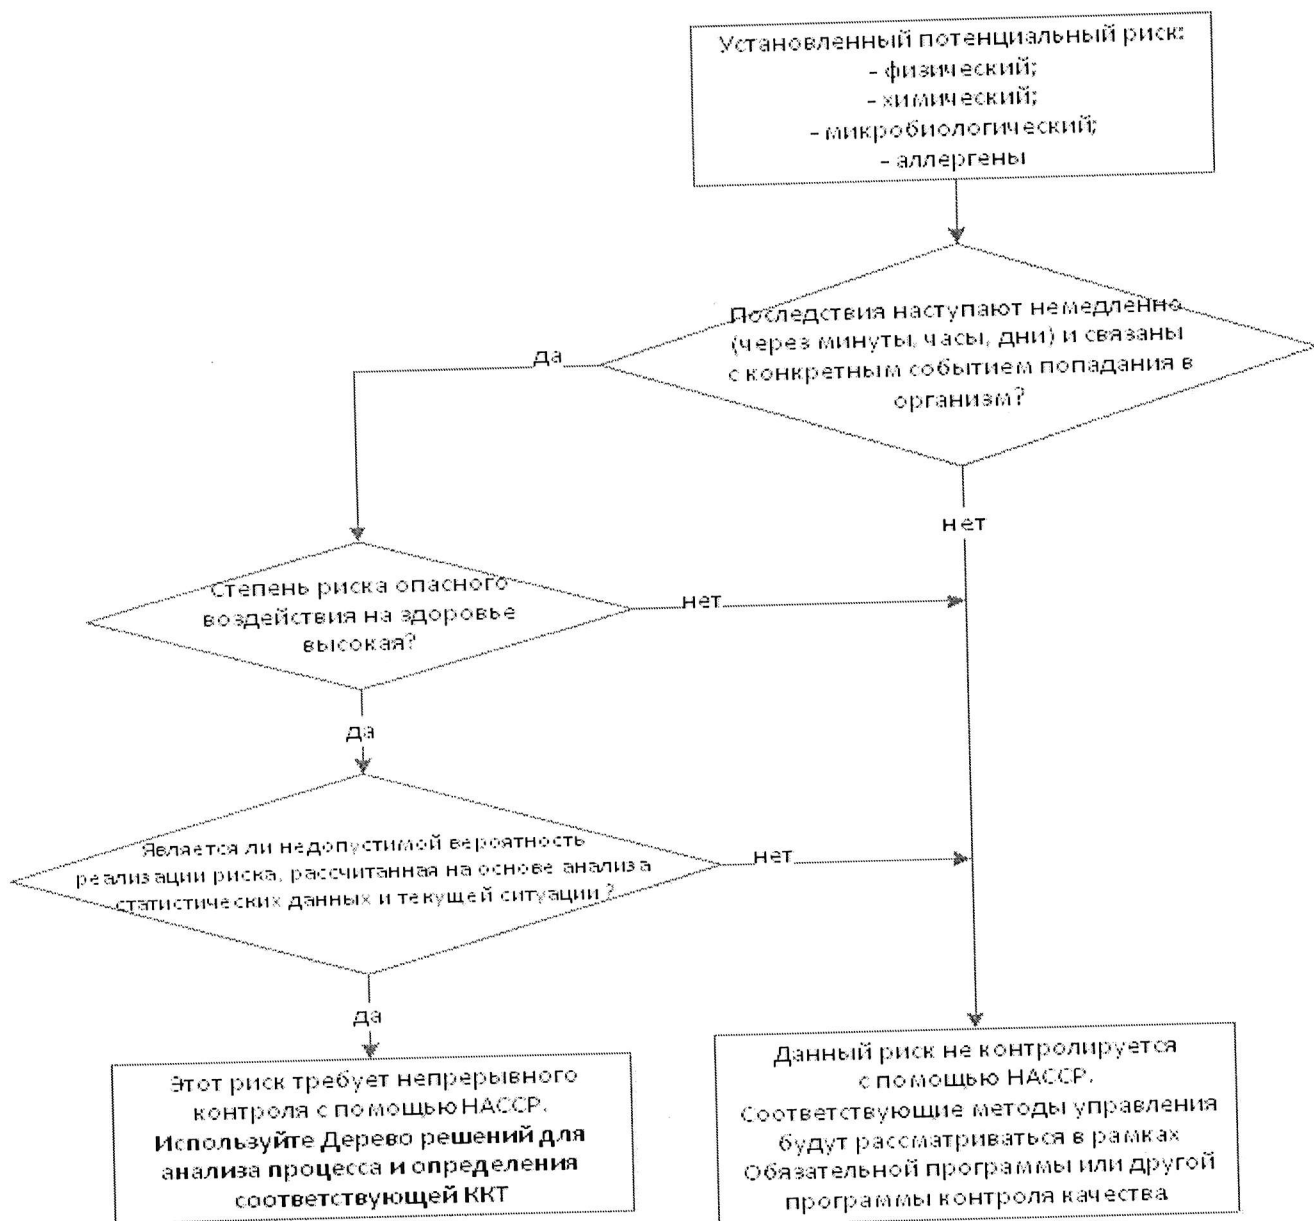 Установленный потенциальный риск:
- физический;
- химический;
- микробиологический;
- аллергены
Последствия наступают немедленно
(через минуты, часы, дни) и связаны
с конкретным событием попадания в
организм?
да
нет
Степень риска опасного
воздействия на здоровье
высокая?
нет
да
Является ли недопустимой вероятность
реализации риска, рассчитанная на основе анализа
статистических данных и текущей ситуации ?
нет
да
Этот риск требует непрерывного
контроля с помощью НАССР.
Используйте Дерево решений для
анализа процесса и определения
соответствующей ККТ
Данный риск не контролируется
с помощью НАССР.
Соответствующие методы управления
будут рассматриваться в рамках
Обязательной программы или другой
программы контроля качества